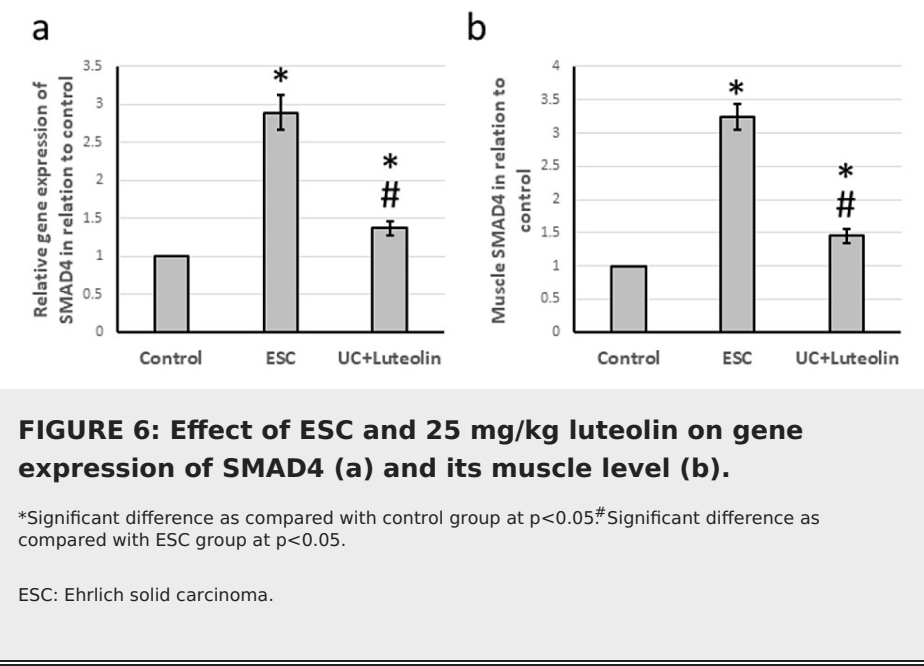 a
Relative gene expression of
SMAD4 in relation to control
3.5
3
2.5
2
1.5
1
0.5
0
*
*
#
Control ESC UC+Luteolin
b
Muscle SMAD4 in relation to
control
4
3.5
3
2.5
2
1.5
1
0.5
0
*
*
#
Control ESC UC+Luteolin
FIGURE 6: Effect of ESC and 25 mg/kg luteolin on gene
expression of SMAD4 (a) and its muscle level (b).
*Significant difference as compared with control group at p<0.05.#Significant difference as
compared with ESC group at p<0.05.
ESC: Ehrlich solid carcinoma.